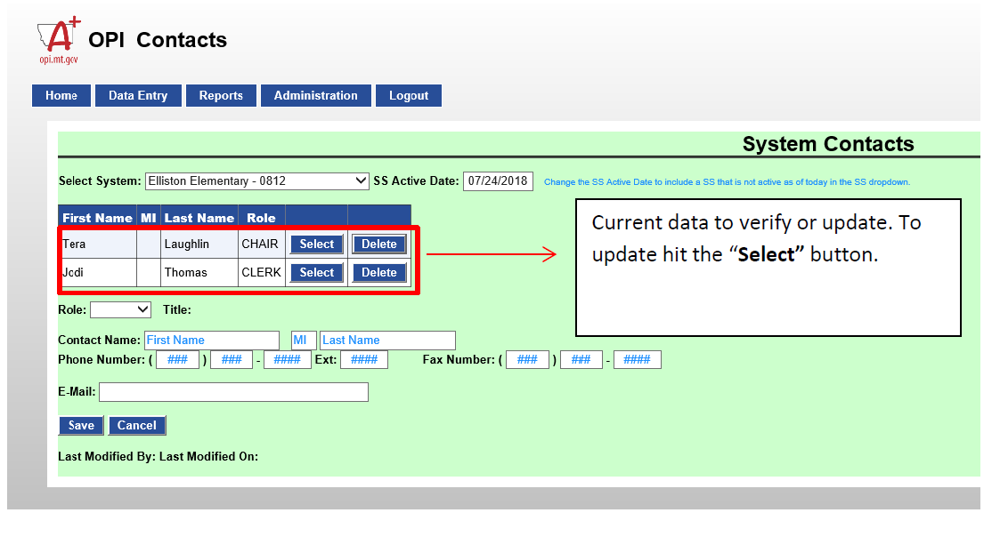 A+
opi.mt.gov
OPI Contacts
Home Data Entry Reports Administration Logout
System Contacts
Select System: Elliston Elementary - 0812 SS Active Date: 07/24/2018 Change the SS Active Date to include a SS that is not active as of today in the SS dropdown.
First Name MI Last Name Role
Tera Laughlin CHAIR Select Delete
Jodi Thomas CLERK Select Delete
Current data to verify or update. To
update hit the “Select” button.
Role: Title:
Contact Name: First Name MI Last Name
Phone Number: ( ### ) ### - #### Ext: #### Fax Number: ( ### ) ### - ####
E-Mail:
Save Cancel
Last Modified By: Last Modified On: